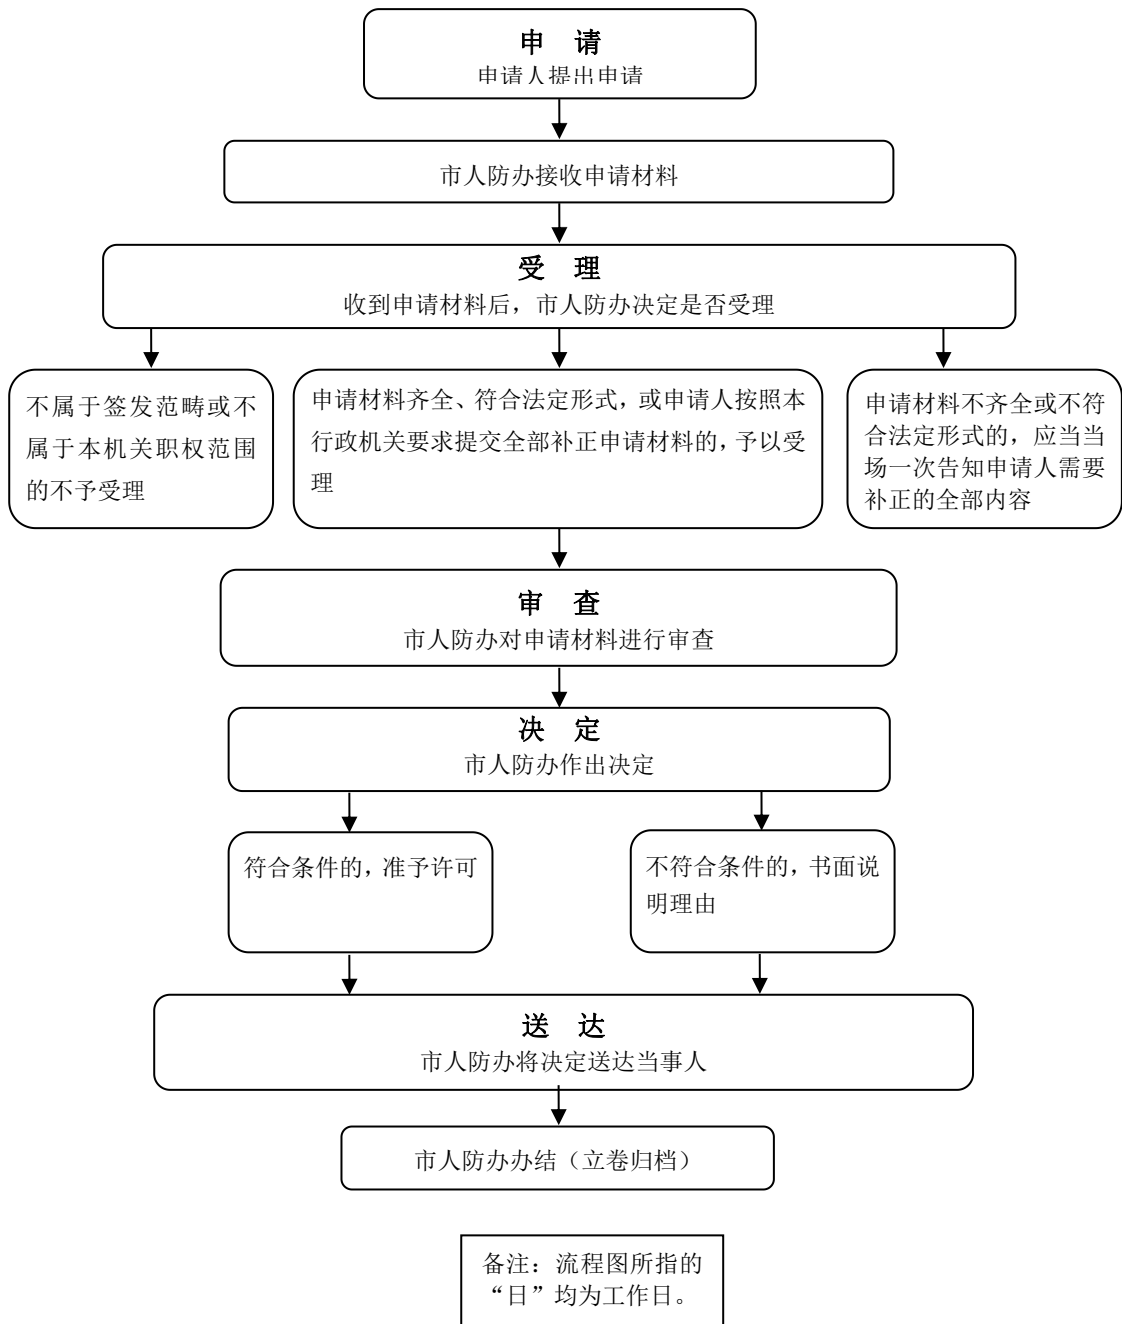 申 请
申请人提出申请
市人防办接收申请材料
受 理
收到申请材料后，市人防办决定是否受理
不属于签发范畴或不
属于本机关职权范围
的不予受理
申请材料齐全、符合法定形式，或申请人按照本
行政机关要求提交全部补正申请材料的，予以受
理
申请材料不齐全或不符
合法定形式的，应当当
场一次告知申请人需要
补正的全部内容
审 查
市人防办对申请材料进行审查
决 定
市人防办作出决定
符合条件的，准予许可
不符合条件的，书面说
明理由
送 达
市人防办将决定送达当事人
市人防办办结（立卷归档）
备注：流程图所指的
“日”均为工作日。